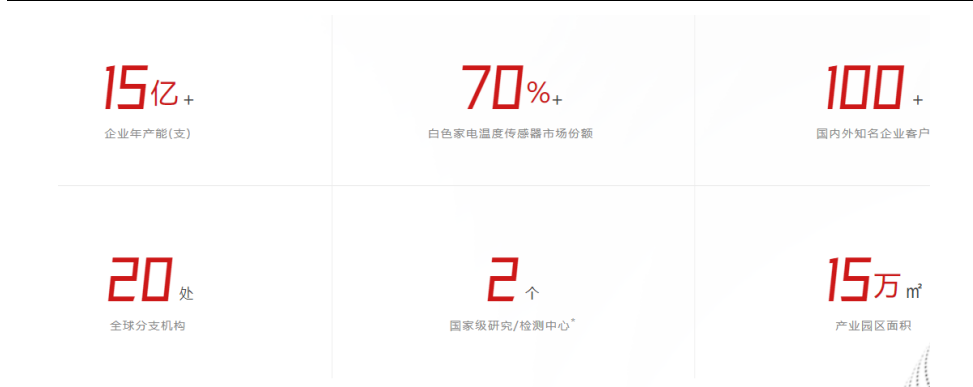 15亿+
70%+
100+
企业年产能(支)
白色家电温度传感器市场份额
国内外知名企业客户
20处
2个
15万㎡
全球分支机构
国家级研究/检测中心*
产业园区面积